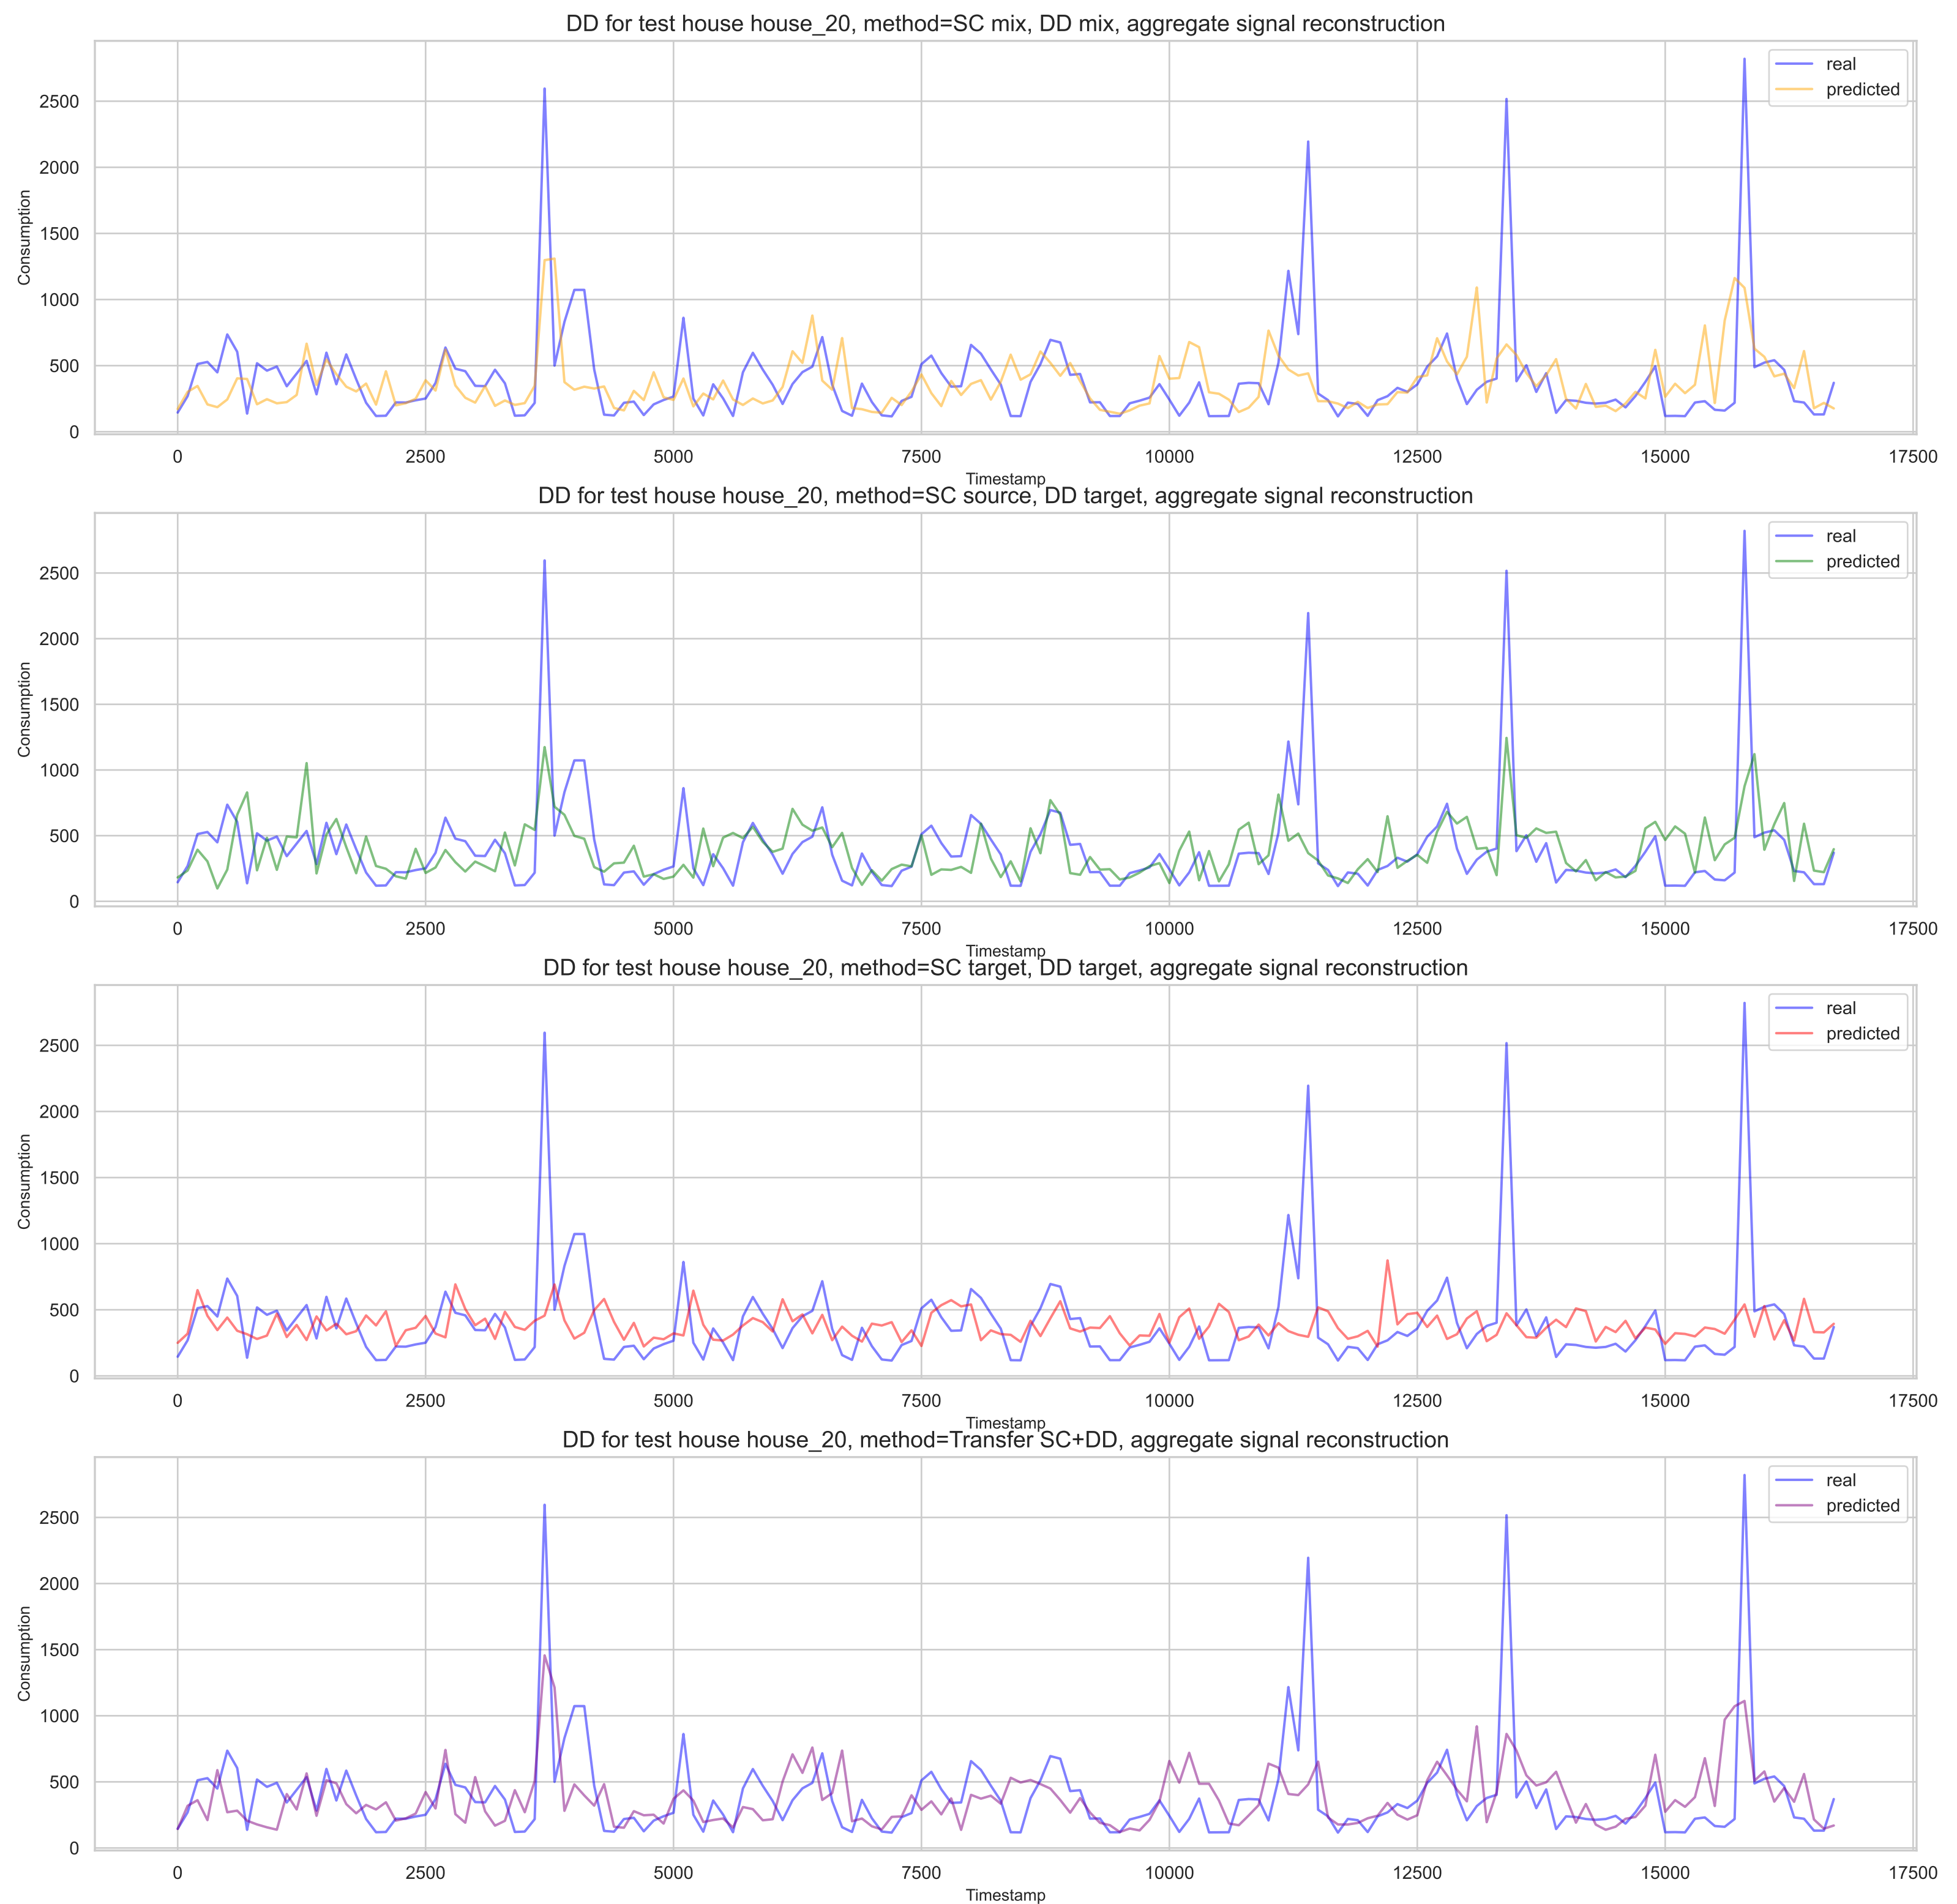 DD for test house house_20, method=SC mix, DD mix, aggregate signal reconstruction
real
predicted
2500
2000
1500
1000
500
0
Consumption
0 2500 5000 7500 10000 12500 15000 17500
Timestamp
DD for test house house_20, method=SC source, DD target, aggregate signal reconstruction
real
predicted
2500
2000
1500
1000
500
0
Consumption
0 2500 5000 7500 10000 12500 15000 17500
Timestamp
DD for test house house_20, method=SC target, DD target, aggregate signal reconstruction
real
predicted
2500
2000
1500
1000
500
0
Consumption
0 2500 5000 7500 10000 12500 15000 17500
Timestamp
DD for test house house_20, method=Transfer SC+DD, aggregate signal reconstruction
real
predicted
2500
2000
1500
1000
500
0
Consumption
0 2500 5000 7500 10000 12500 15000 17500
Timestamp